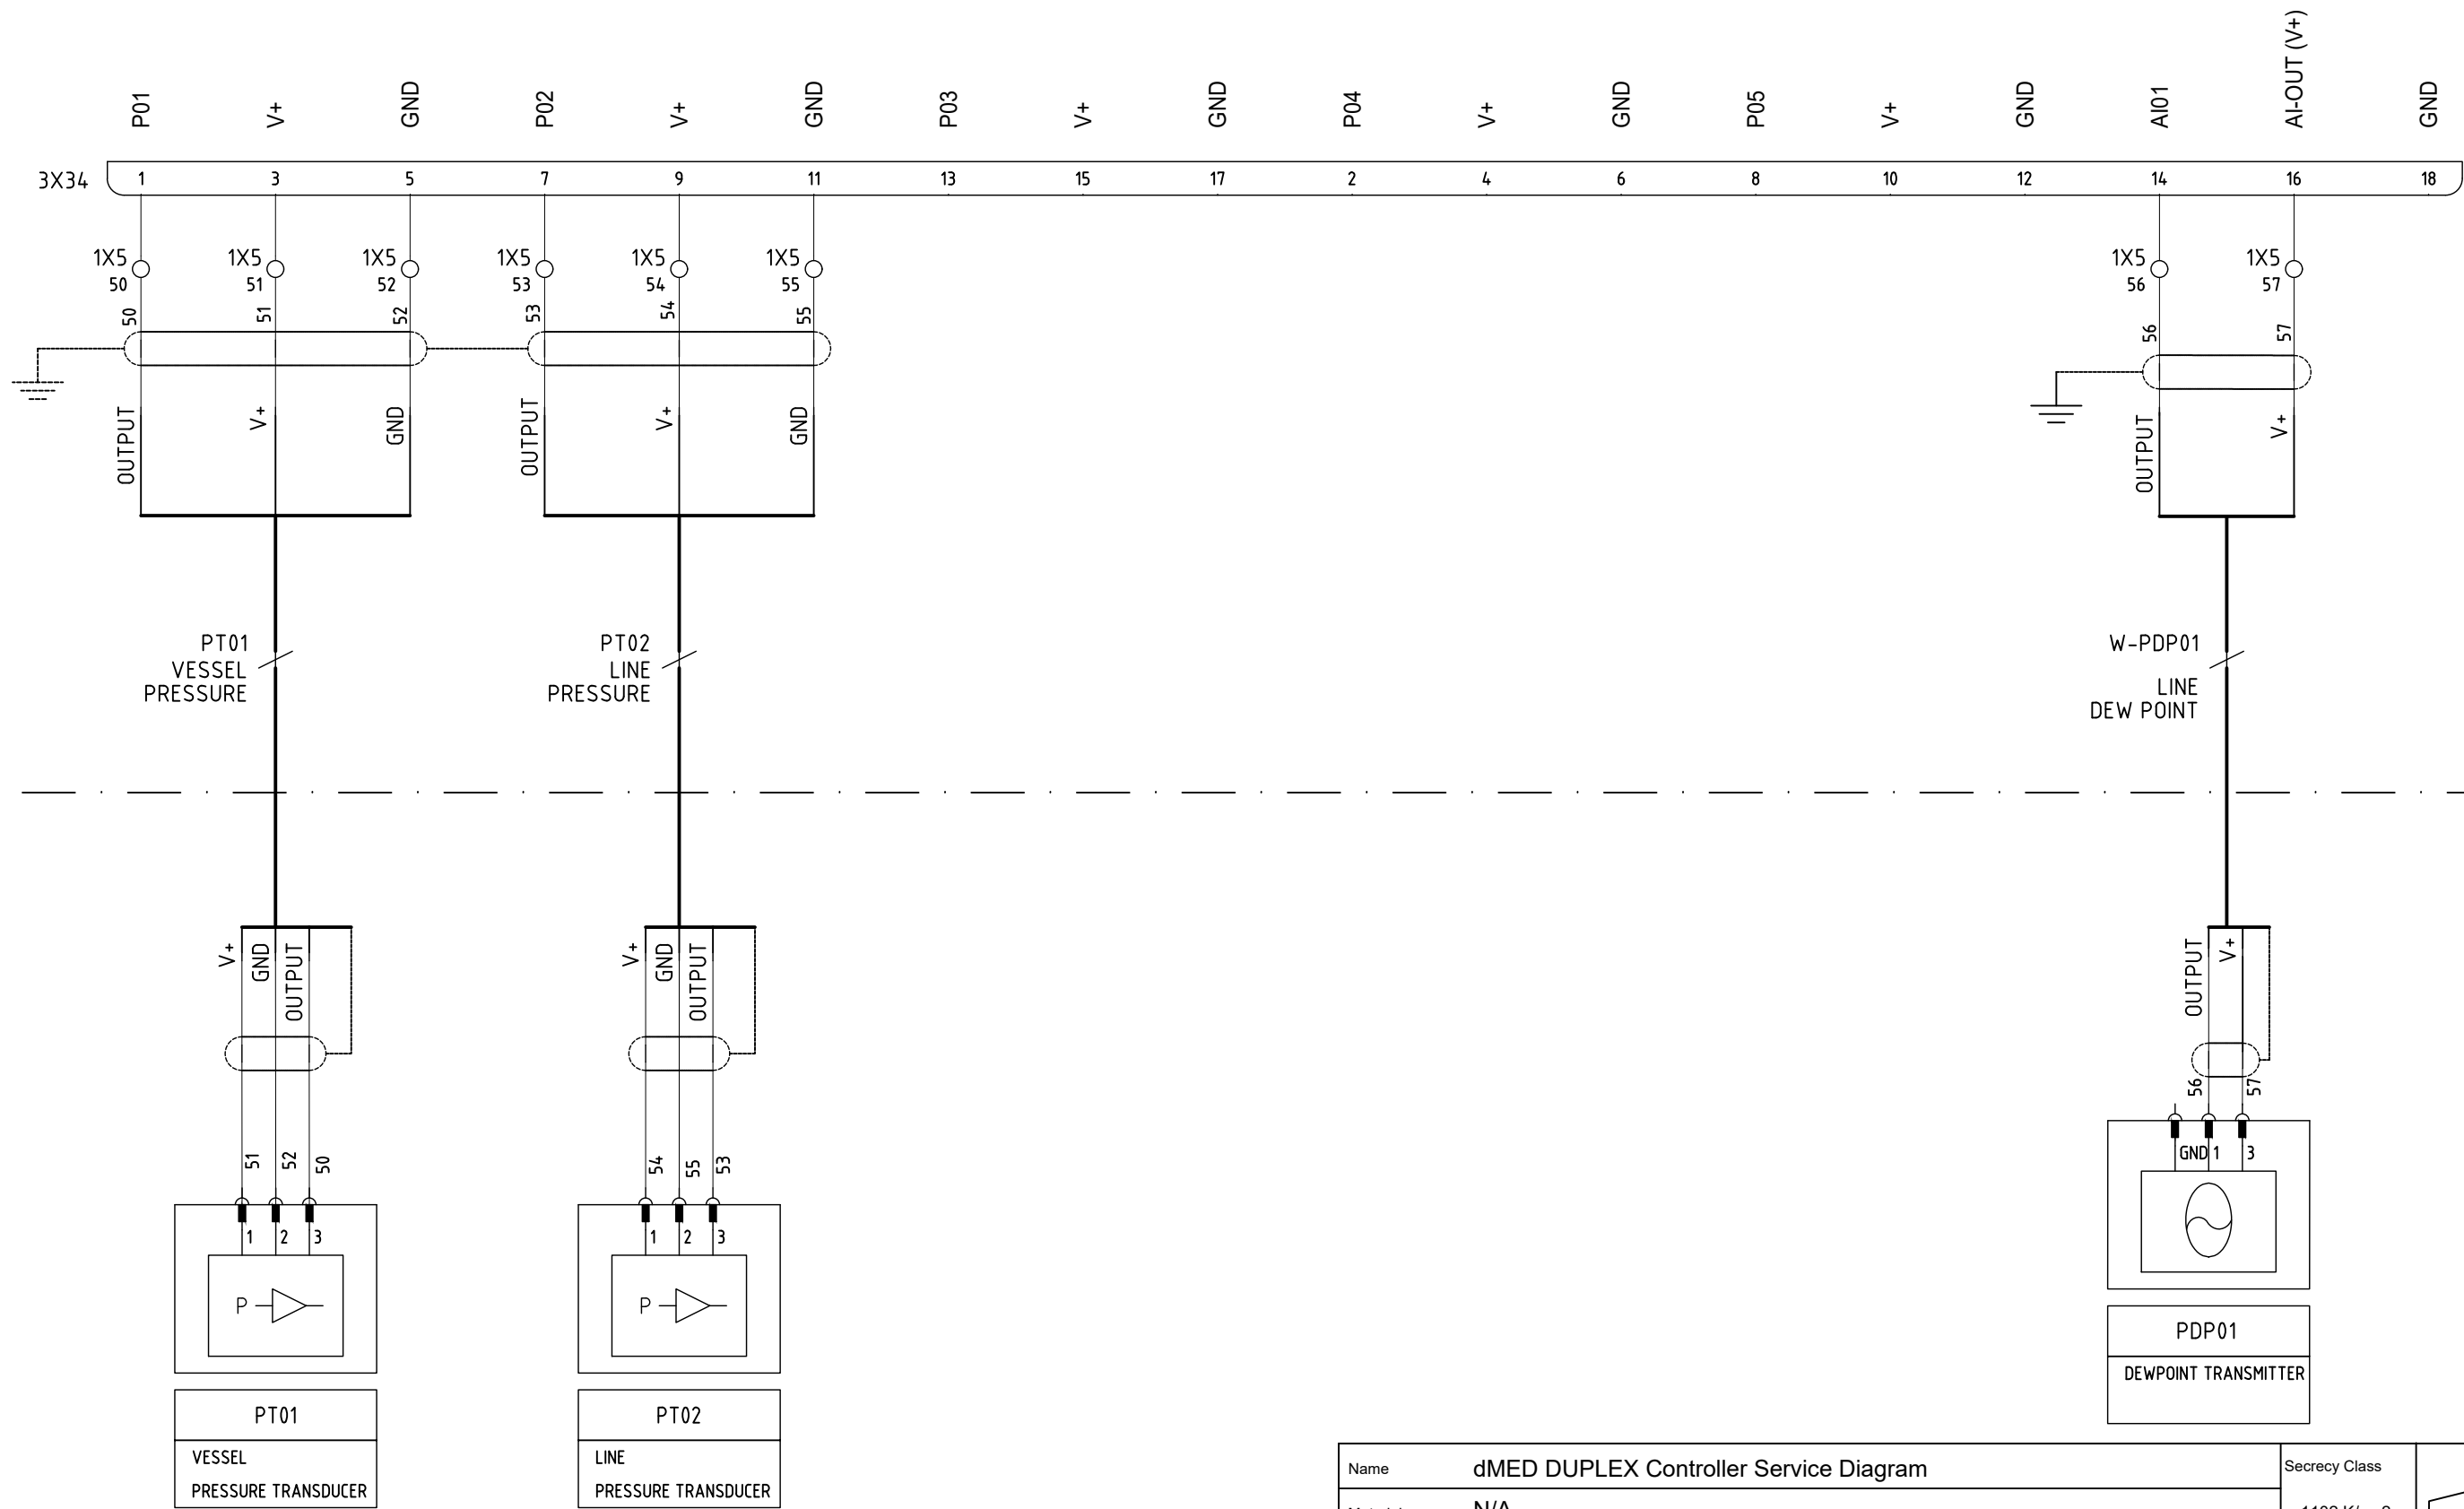 P01 V+ GND P02 V+ GND P03 V+ GND P04 V+ GND P05 V+ GND AI01 AI-OUT (V+) GND
3X34 1 3 5 7 9 11 13 15 17 2 4 6 8 10 12 14 16 18
1X5 1X5 1X5 1X5 1X5 1X5 1X5 1X5
50 51 52 53 54 55 56 57
50 51 52 53 54 55 56 57
OUTPUT V+ GND OUTPUT V+ GND OUTPUT V+
PT01 PT02 W-PDP01
VESSEL LINE LINE
PRESSURE PRESSURE DEW POINT
V+ GND OUTPUT V+ GND OUTPUT OUTPUT V+
56 57
51 52 50 54 55 53
GND 1 3
1 2 3 1 2 3
P P
PDP01
DEWPOINT TRANSMITTER
PT01 PT02
VESSEL LINE
PRESSURE TRANSDUCER PRESSURE TRANSDUCER
Name dMED DUPLEX Controller Service Diagram Secrecy Class
N/A